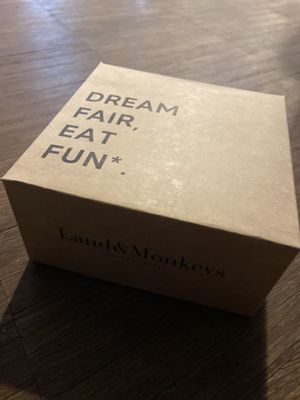 DREAM
FAIR,
EAT
FUN*.
Land&Monkeys